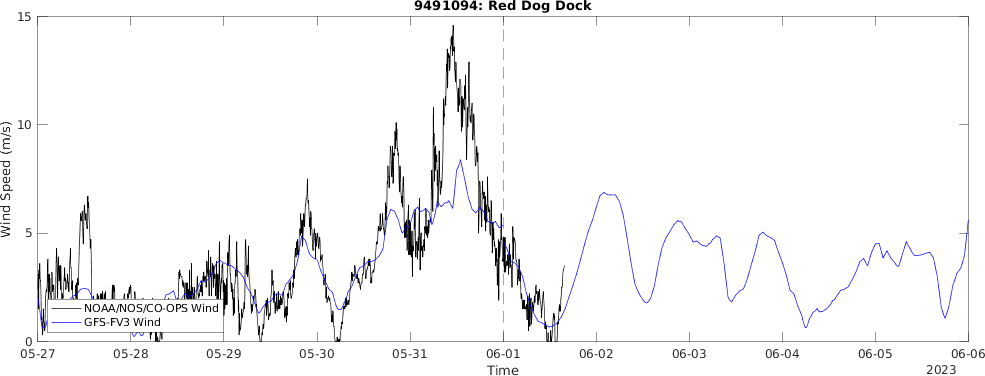 9491094: Red Dog Dock
15
10
5
0
Wind Speed (m/s)
NOAA/NOS/CO-OPS Wind
GFS-FV3 Wind
05-27 05-28 05-29 05-30 05-31 06-01 06-02 06-03 06-04 06-05 06-06
Time
2023